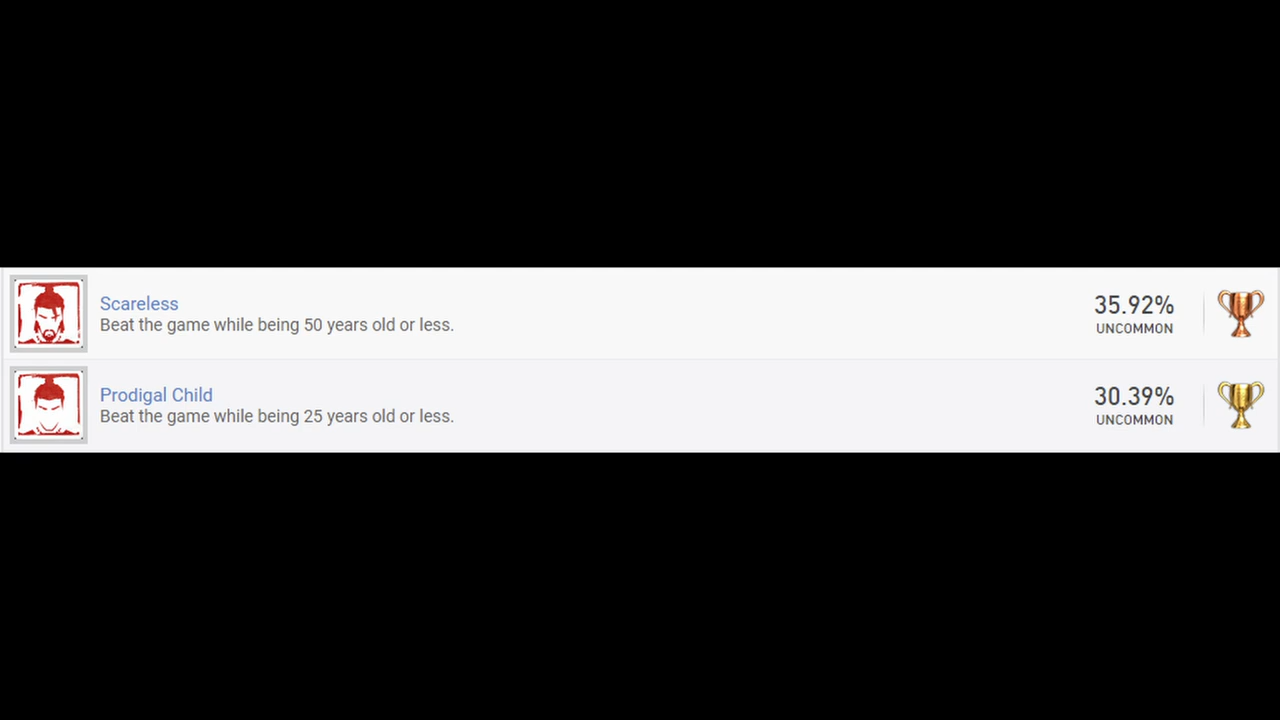 Scareless
Beat the game while being 50 years old or less.
35.92%
UNCOMMON
Prodigal Child
Beat the game while being 25 years old or less.
30.39%
UNCOMMON